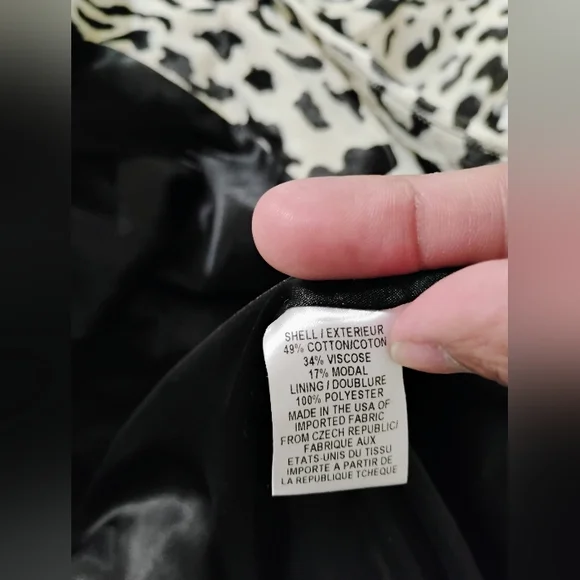 SHELL / EXTERIEUR
49% COTTON/COTON
34% VISCOSE
17% MODAL
LINING / DOUBLURE
100% POLYESTER
MADE IN THE USA OF
IMPORTED FABRIC
FROM CZECH REPUBLIC/
FABRIQUE AUX
ETATS-UNIS DU TISSU
IMPORTE A PARTIR DE
LA REPUBLIQUE TCHEQUE